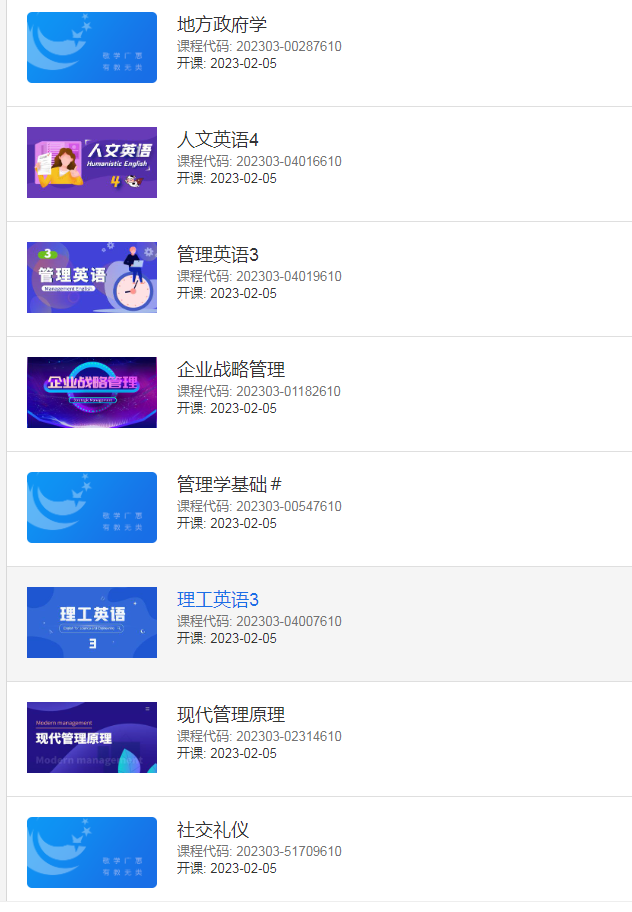 敬学广惠
有教无类
地方政府学
课程代码: 202303-00287610
开课: 2023-02-05
人文英语
Humanistic English
4
人文英语4
课程代码: 202303-04016610
开课: 2023-02-05
3
管理英语
Management English
管理英语3
课程代码: 202303-04019610
开课: 2023-02-05
企业战略管理
Strategic Management
企业战略管理
课程代码: 202303-01182610
开课: 2023-02-05
敬学广惠
有教无类
管理学基础＃
课程代码: 202303-00547610
开课: 2023-02-05
理工英语
3
理工英语3
课程代码: 202303-04007610
开课: 2023-02-05
Modern management
现代管理原理
Modern management
现代管理原理
课程代码: 202303-02314610
开课: 2023-02-05
敬学广惠
有教无类
社交礼仪
课程代码: 202303-51709610
开课: 2023-02-05